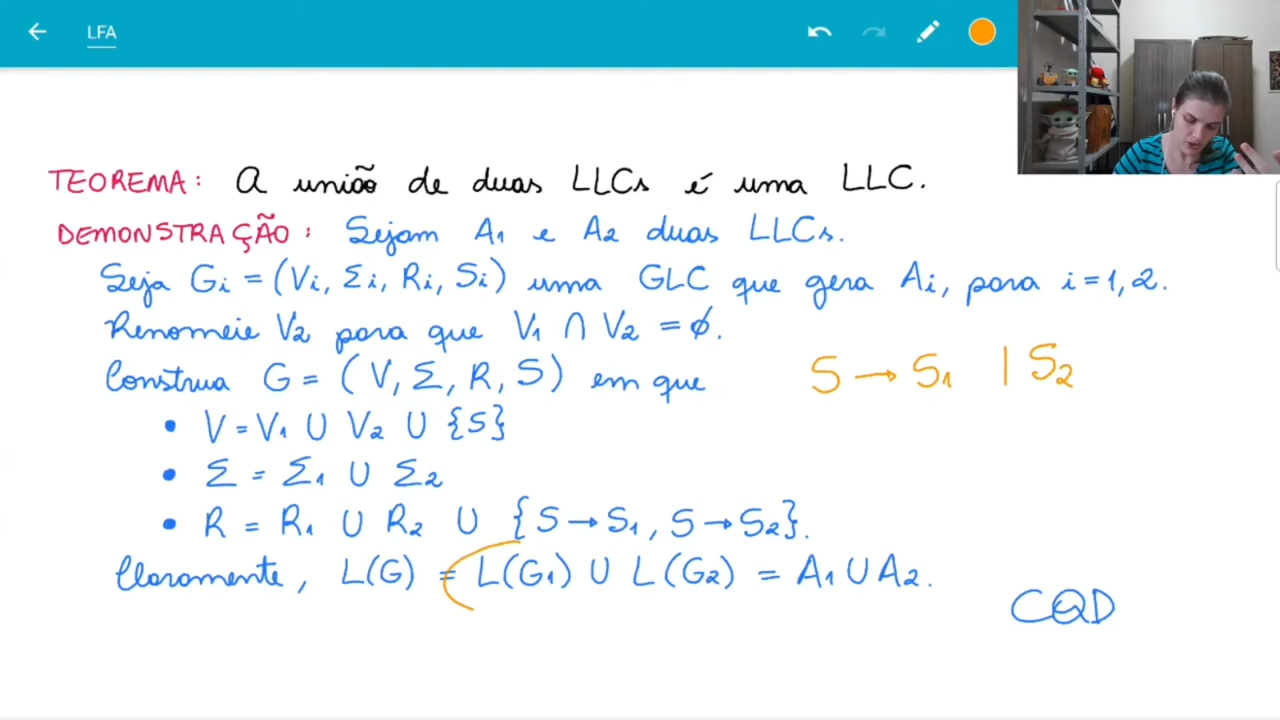 LFA
TEOREMA: A união de duas LLCs é uma LLC.
DEMONSTRAÇÃO: Sejam A1 e A2 duas LLCs.
Seja Gi = (Vi, Σi, Ri, Si) uma GLC que gera Ai, para i=1,2.
Renomeie V2 para que V1 ∩ V2 = ∅.
Construa G = (V, Σ, R, S) em que
S → S1 | S2
• V = V1 U V2 U {S}
• Σ = Σ1 U Σ2
• R = R1 U R2 U {S→S1, S→S2}.
Claramente, L(G) = L(G1) U L(G2) = A1 U A2.
CQD